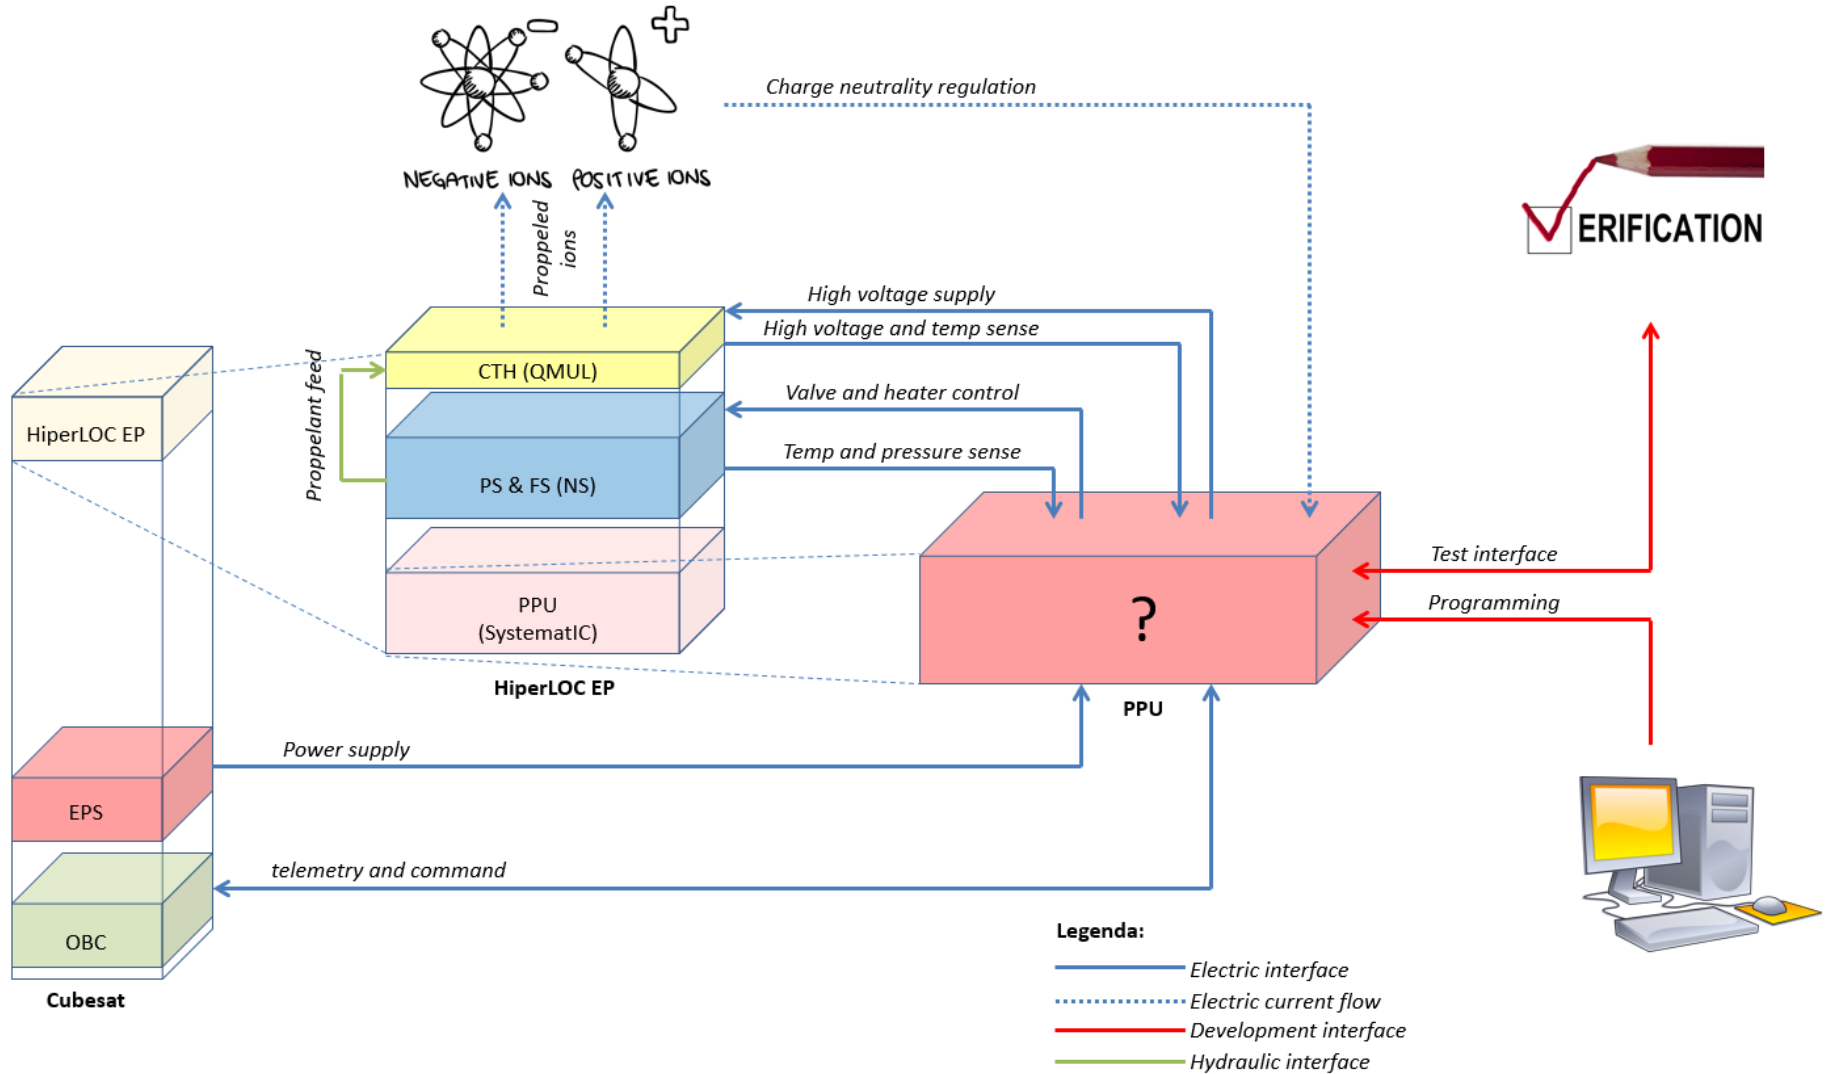 NEGATIVE IONS
POSITIVE IONS
Charge neutrality regulation
ERIFICATION
Proppeled
ions
High voltage supply
High voltage and temp sense
Valve and heater control
Temp and pressure sense
Proppelant feed
CTH (QMUL)
HiperLOC EP
PS & FS (NS)
PPU
(SystematIC)
HiperLOC EP
?
PPU
Test interface
Programming
Power supply
EPS
telemetry and command
OBC
Cubesat
Legenda:
Electric interface
Electric current flow
Development interface
Hydraulic interface